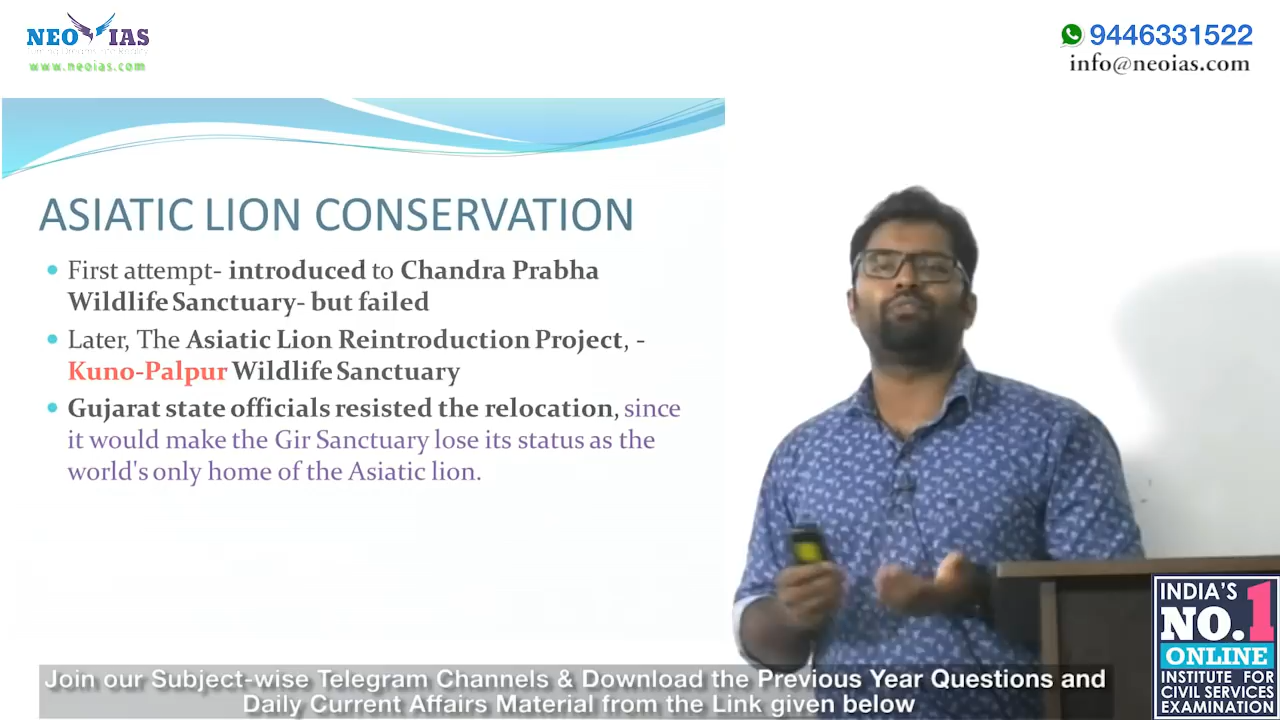 NEO IAS
www.neoias.com
9446331522
info@neoias.com
ASIATIC LION CONSERVATION
First attempt- introduced to Chandra Prabha
Wildlife Sanctuary- but failed
Later, The Asiatic Lion Reintroduction Project, -
Kuno-Palpur Wildlife Sanctuary
Gujarat state officials resisted the relocation, since
it would make the Gir Sanctuary lose its status as the
world's only home of the Asiatic lion.
INDIA'S
NO.1
ONLINE
INSTITUTE FOR
CIVIL SERVICES
EXAMINATION
Join our Subject-wise Telegram Channels & Download the Previous Year Questions and
Daily Current Affairs Material from the Link given below